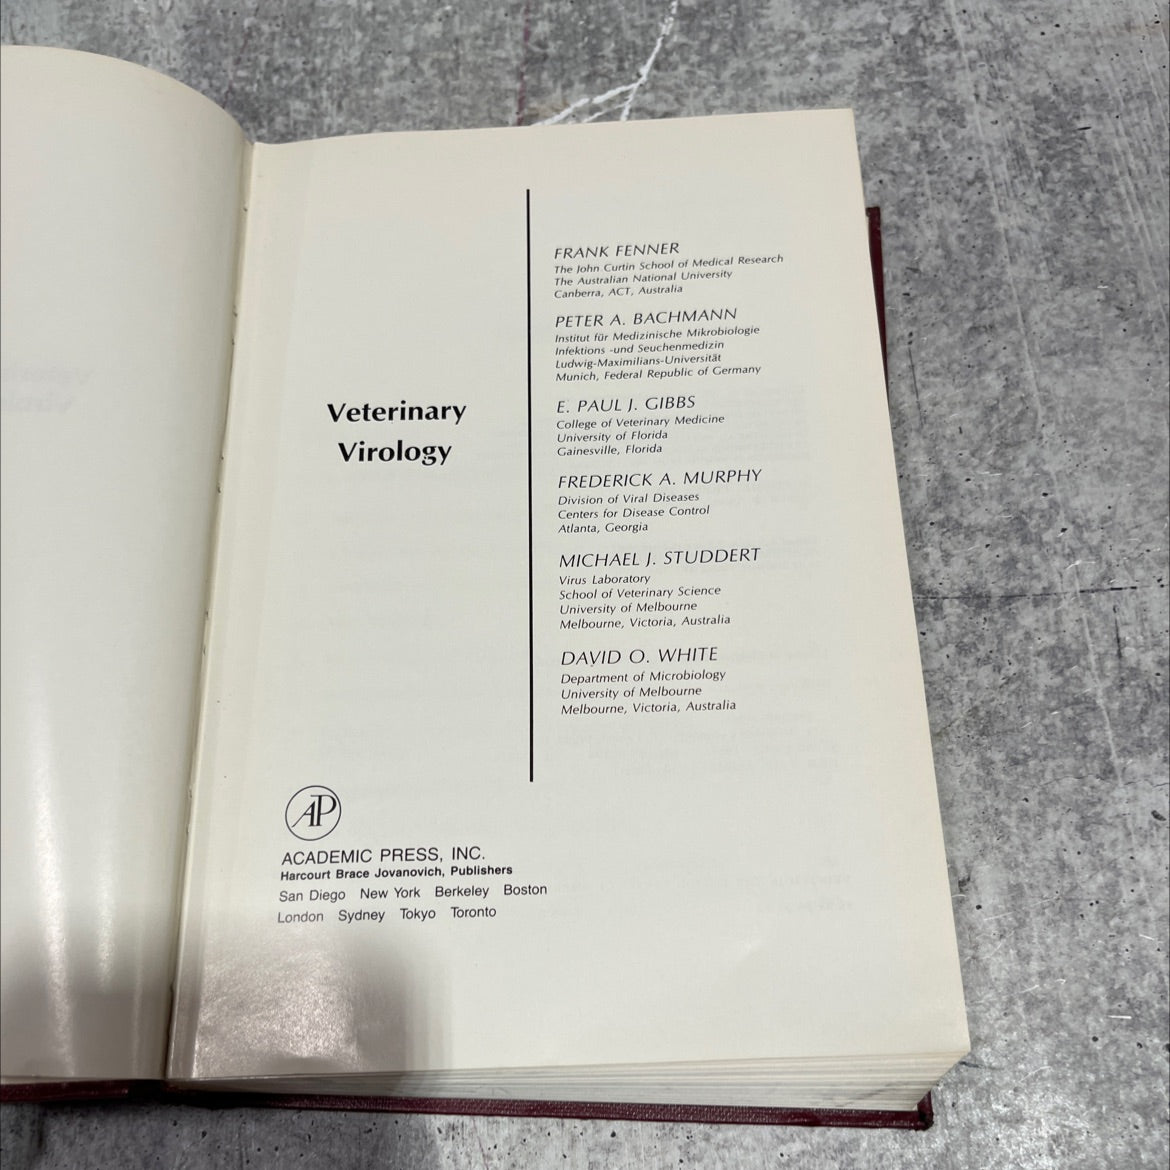 Veterinary
Virology
FRANK FENNER
The John Curtin School of Medical Research
The Australian National University
Canberra, ACT, Australia
PETER A. BACHMANN
Institut für Medizinische Mikrobiologie
Infektions -und Seuchenmedizin
Ludwig-Maximilians-Universität
Munich, Federal Republic of Germany
E. PAUL J. GIBBS
College of Veterinary Medicine
University of Florida
Gainesville, Florida
FREDERICK A. MURPHY
Division of Viral Diseases
Centers for Disease Control
Atlanta, Georgia
MICHAEL J. STUDDERT
Virus Laboratory
School of Veterinary Science
University of Melbourne
Melbourne, Victoria, Australia
DAVID O. WHITE
Department of Microbiology
University of Melbourne
Melbourne, Victoria, Australia
AP
ACADEMIC PRESS, INC.
Harcourt Brace Jovanovich, Publishers
San Diego New York Berkeley Boston
London Sydney Tokyo Toronto